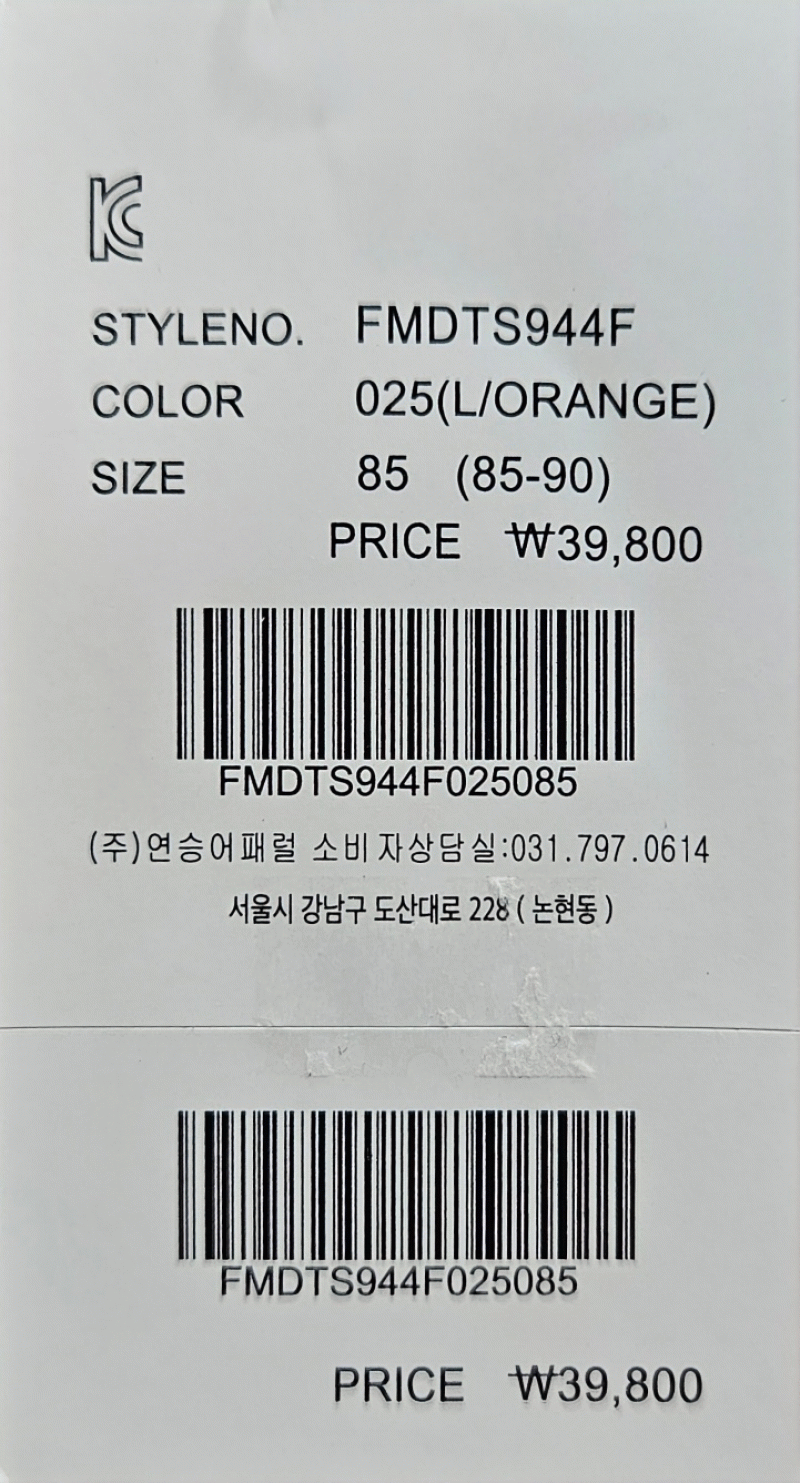 KC
STYLENO. FMDTS944F
COLOR 025(L/ORANGE)
SIZE 85 (85-90)
PRICE ₩39,800
FMDTS944F025085
(주)연승어패럴 소비자상담실:031.797.0614
서울시 강남구 도산대로 228 ( 논현동 )
FMDTS944F025085
PRICE ₩39,800